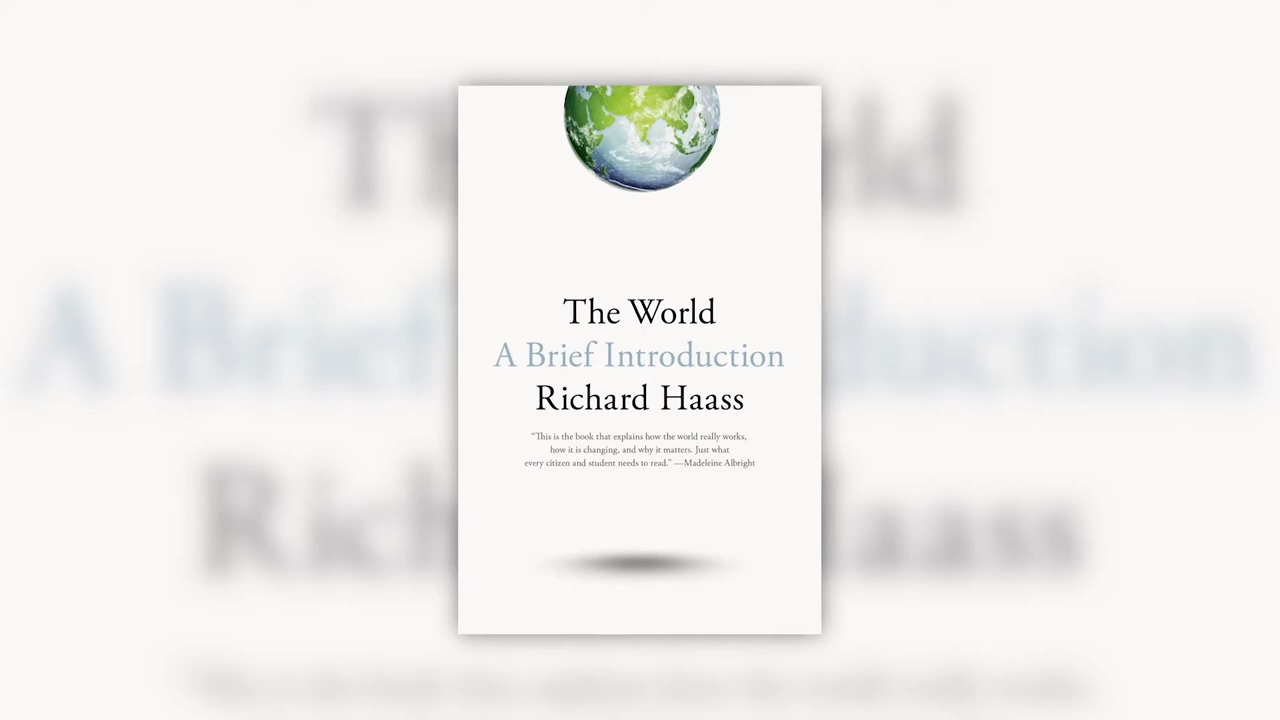 The World
A Brief Introduction
Richard Haass
“This is the book that explains how the world really works,
how it is changing, and why it matters. Just what
every citizen and student needs to read.” —Madeleine Albright